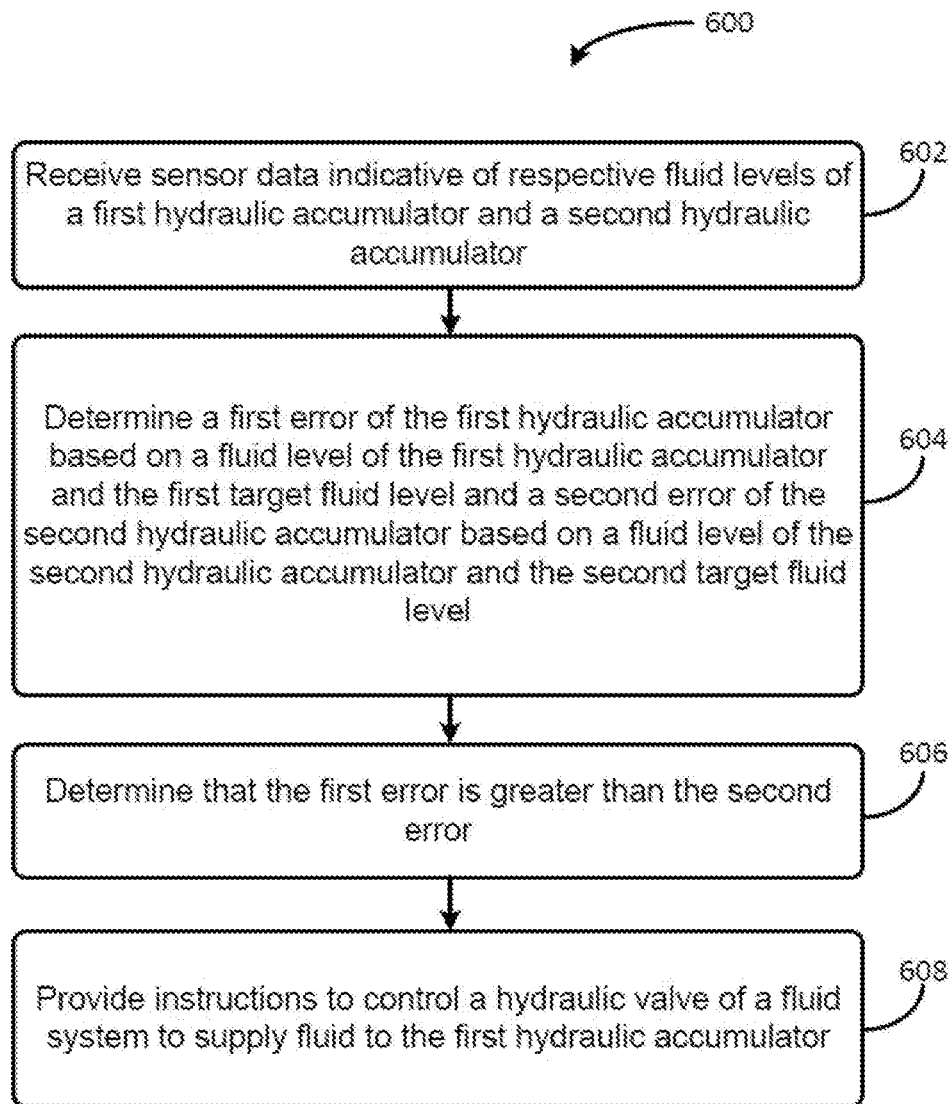 600
602
Receive sensor data indicative of respective fluid levels of
a first hydraulic accumulator and a second hydraulic
accumulator
604
Determine a first error of the first hydraulic accumulator
based on a fluid level of the first hydraulic accumulator
and the first target fluid level and a second error of the
second hydraulic accumulator based on a fluid level of the
second hydraulic accumulator and the second target fluid
level
606
Determine that the first error is greater than the second
error
608
Provide instructions to control a hydraulic valve of a fluid
system to supply fluid to the first hydraulic accumulator